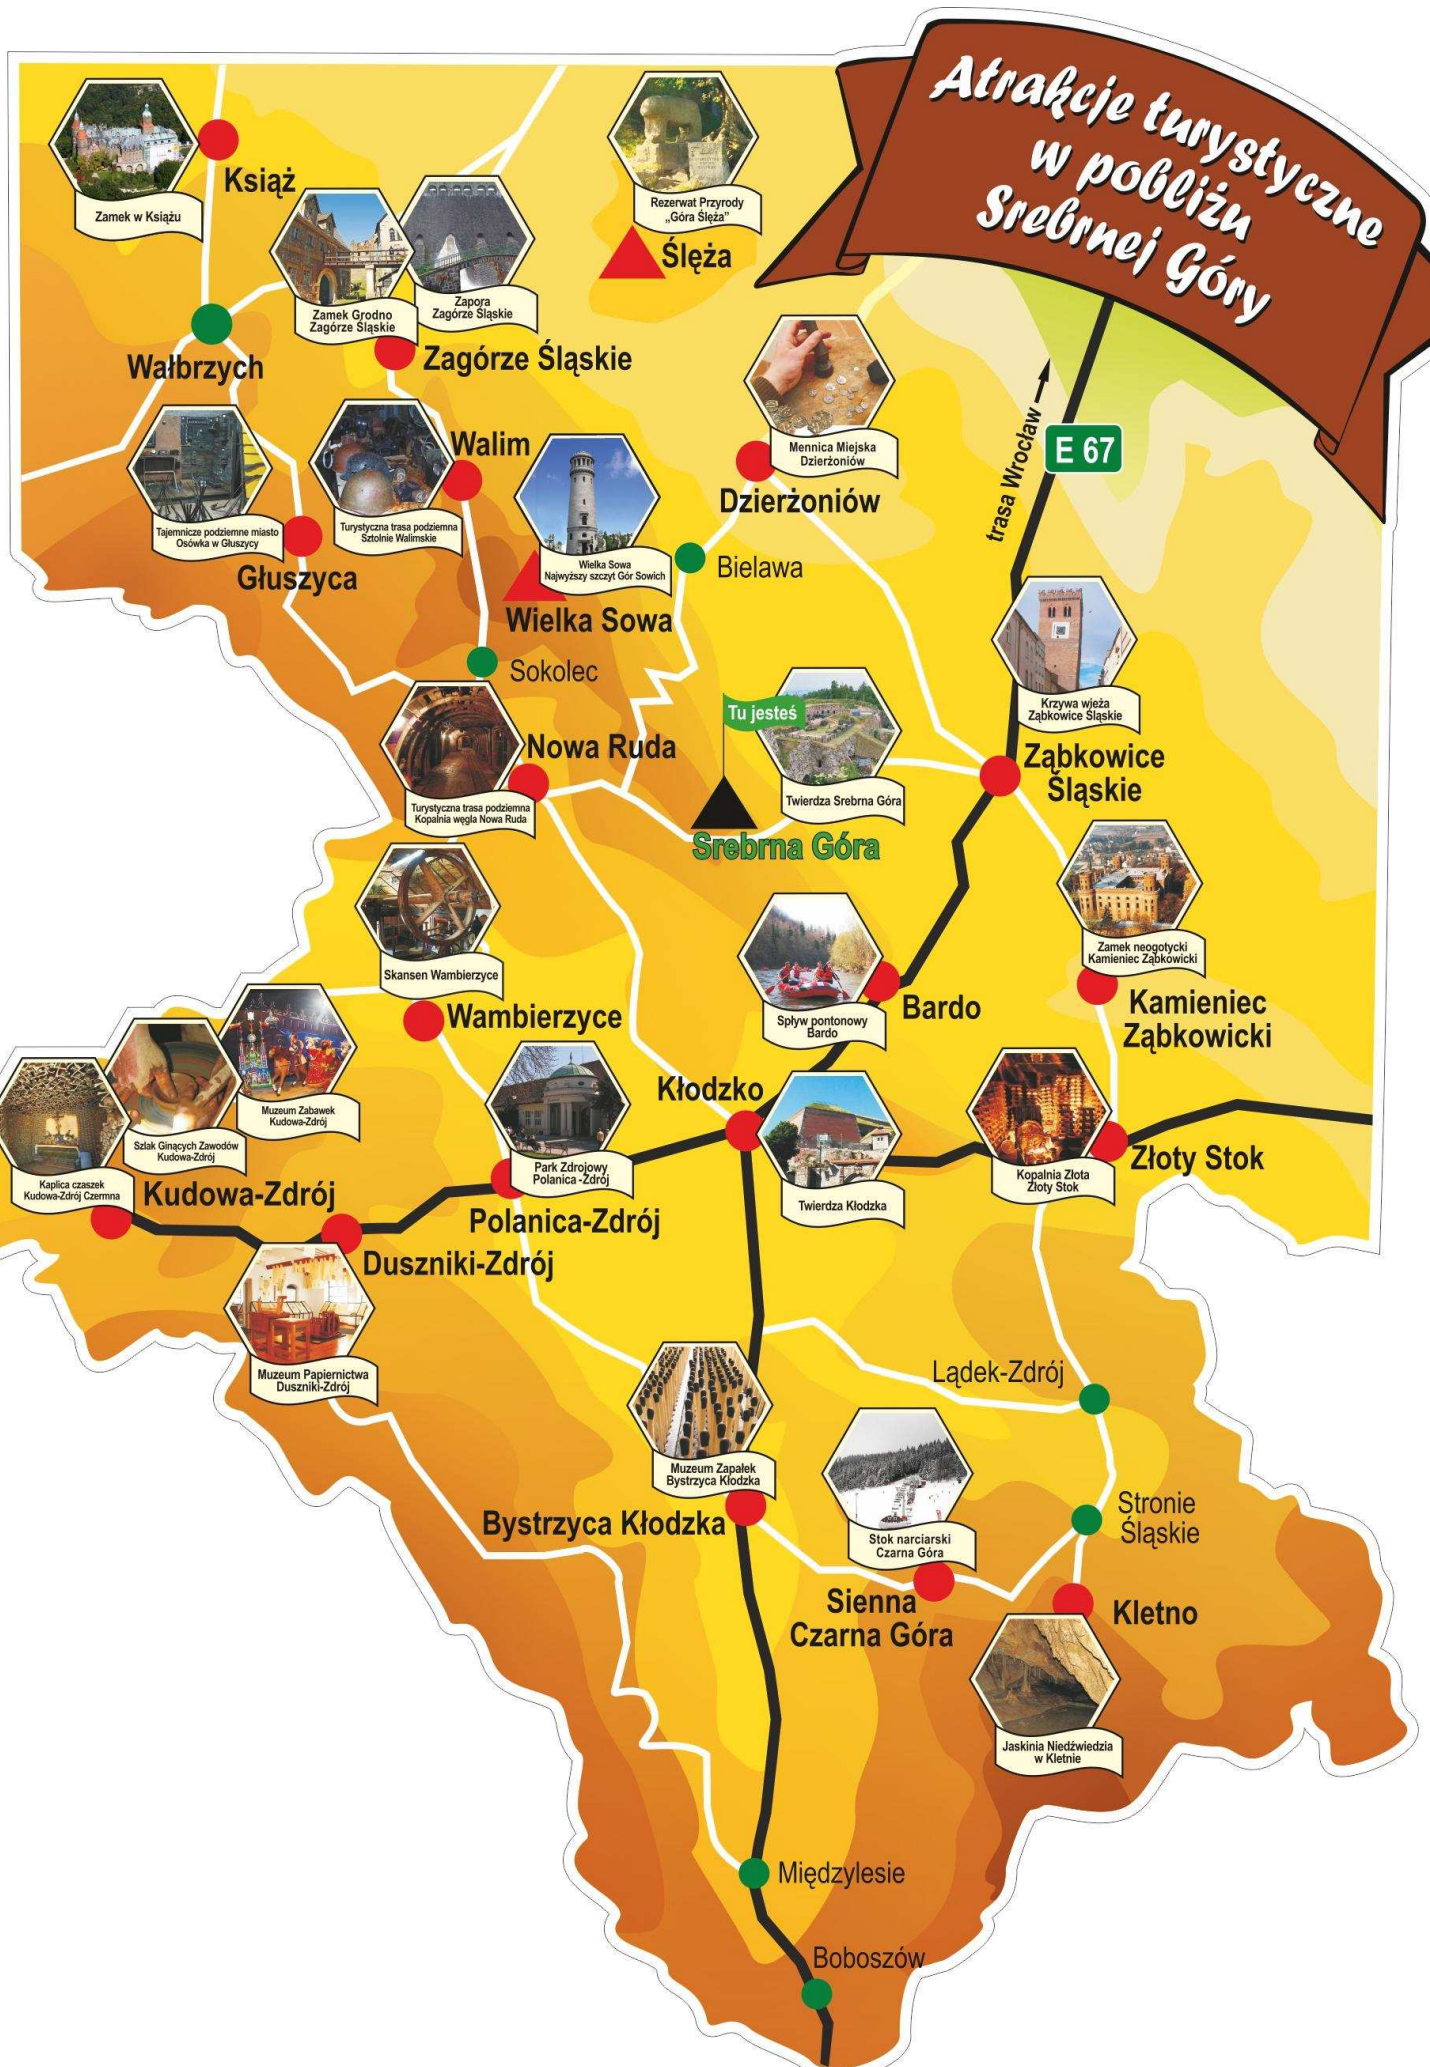 Atrakcje turystyczne
w pobliżu
Srebrnej Góry
Zamek w Książu
Książ
Zamek Grodno
Zagórze Śląskie
Zapora
Zagórze Śląskie
Zagórze Śląskie
Rezerwat Przyrody
„Góra Ślęża”
Ślęża
Wałbrzych
Mennica Miejska
Dzierżoniów
Dzierżoniów
trasa Wrocław
E 67
Tajemnicze podziemne miasto
Osówka w Głuszycy
Głuszyca
Turystyczna trasa podziemna
Sztolnie Walimskie
Walim
Wielka Sowa
Najwyższy szczyt Gór Sowich
Wielka Sowa
Bielawa
Sokolec
Krzywa wieża
Ząbkowice Śląskie
Ząbkowice
Śląskie
Turystyczna trasa podziemna
Kopalnia węgla Nowa Ruda
Nowa Ruda
Tu jesteś
Twierdza Srebrna Góra
Srebrna Góra
Skansen Wambierzyce
Wambierzyce
Spływ pontonowy
Bardo
Bardo
Zamek neogotycki
Kamieniec Ząbkowicki
Kamieniec
Ząbkowicki
Kaplica czaszek
Kudowa-Zdrój Czermna
Szlak Ginących Zawodów
Kudowa-Zdrój
Muzeum Zabawek
Kudowa-Zdrój
Kudowa-Zdrój
Park Zdrojowy
Polanica -Zdrój
Polanica-Zdrój
Kłodzko
Twierdza Kłodzka
Kopalnia Złota
Złoty Stok
Złoty Stok
Duszniki-Zdrój
Muzeum Papiernictwa
Duszniki-Zdrój
Lądek-Zdrój
Muzeum Zapałek
Bystrzyca Kłodzka
Bystrzyca Kłodzka
Stok narciarski
Czarna Góra
Sienna
Czarna Góra
Stronie
Śląskie
Kletno
Jaskinia Niedźwiedzia
w Kletnie
Międzylesie
Boboszów